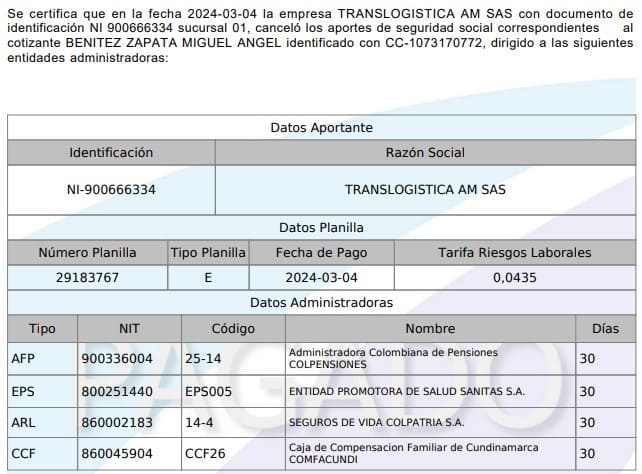 Se certifica que en la fecha 2024-03-04 la empresa TRANSLOGISTICA AM SAS con documento de
identificación NI 900666334 sucursal 01, canceló los aportes de seguridad social correspondientes al
cotizante BENITEZ ZAPATA MIGUEL ANGEL identificado con CC-1073170772, dirigido a las siguientes
entidades administradoras:
Datos Aportante
Identificación Razón Social
NI-900666334 TRANSLOGISTICA AM SAS
Datos Planilla
Número Planilla Tipo Planilla Fecha de Pago Tarifa Riesgos Laborales
29183767 E 2024-03-04 0,0435
Datos Administradoras
Tipo NIT Código Nombre Días
AFP 900336004 25-14 Administradora Colombiana de Pensiones
COLPENSIONES 30
EPS 800251440 EPS005 ENTIDAD PROMOTORA DE SALUD SANITAS S.A. 30
ARL 860002183 14-4 SEGUROS DE VIDA COLPATRIA S.A. 30
CCF 860045904 CCF26 Caja de Compensacion Familiar de Cundinamarca
COMFACUNDI 30
PAGADO